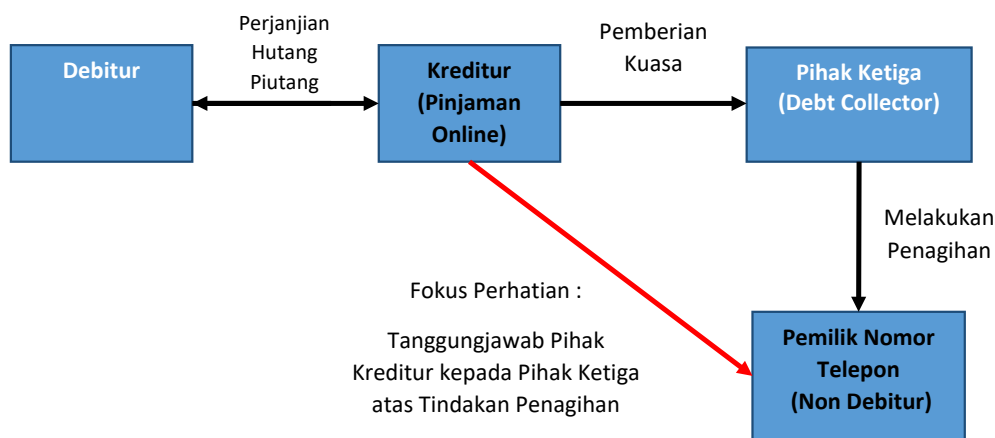 Debitur
Perjanjian
Hutang
Piutang
Kreditur
(Pinjaman
Online)
Pemberian
Kuasa
Pihak Ketiga
(Debt Collector)
Melakukan
Penagihan
Fokus Perhatian :
Tanggungjawab Pihak
Kreditur kepada Pihak Ketiga
atas Tindakan Penagihan
Pemilik Nomor
Telepon
(Non Debitur)